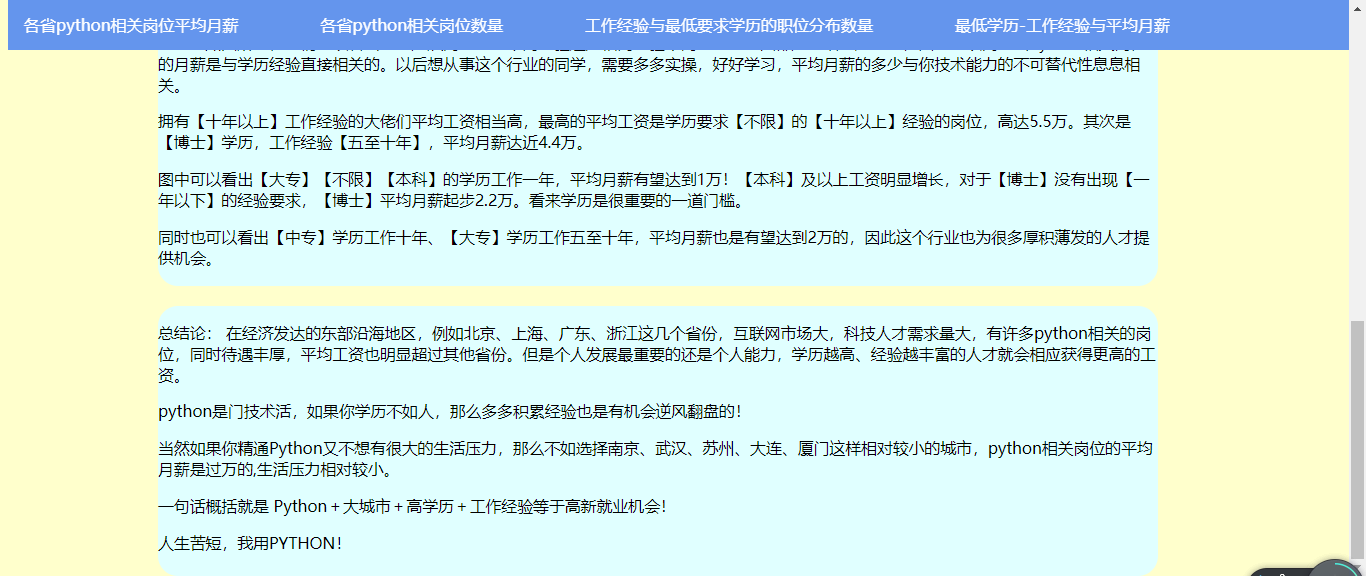 各省python相关岗位平均月薪
各省python相关岗位数量
工作经验与最低要求学历的职位分布数量
最低学历-工作经验与平均月薪
的月薪是与学历经验直接相关的。以后想从事这个行业的同学，需要多多实操，好好学习，平均月薪的多少与你技术能力的不可替代性息息相
关。
拥有【十年以上】工作经验的大佬们平均工资相当高，最高的平均工资是学历要求【不限】的【十年以上】经验的岗位，高达5.5万。其次是
【博士】学历，工作经验【五至十年】，平均月薪达近4.4万。
图中可以看出【大专】【不限】【本科】的学历工作一年，平均月薪有望达到1万！【本科】及以上工资明显增长，对于【博士】没有出现【一
年以下】的经验要求，【博士】平均月薪起步2.2万。看来学历是很重要的一道门槛。
同时也可以看出【中专】学历工作十年、【大专】学历工作五至十年，平均月薪也是有望达到2万的，因此这个行业也为很多厚积薄发的人才提
供机会。
总结论： 在经济发达的东部沿海地区，例如北京、上海、广东、浙江这几个省份，互联网市场大，科技人才需求量大，有许多python相关的岗
位，同时待遇丰厚，平均工资也明显超过其他省份。但是个人发展最重要的还是个人能力，学历越高、经验越丰富的人才就会相应获得更高的工
资。
python是门技术活，如果你学历不如人，那么多多积累经验也是有机会逆风翻盘的！
当然如果你精通Python又不想有很大的生活压力，那么不如选择南京、武汉、苏州、大连、厦门这样相对较小的城市，python相关岗位的平均
月薪是过万的,生活压力相对较小。
一句话概括就是 Python＋大城市＋高学历＋工作经验等于高新就业机会！
人生苦短，我用PYTHON！